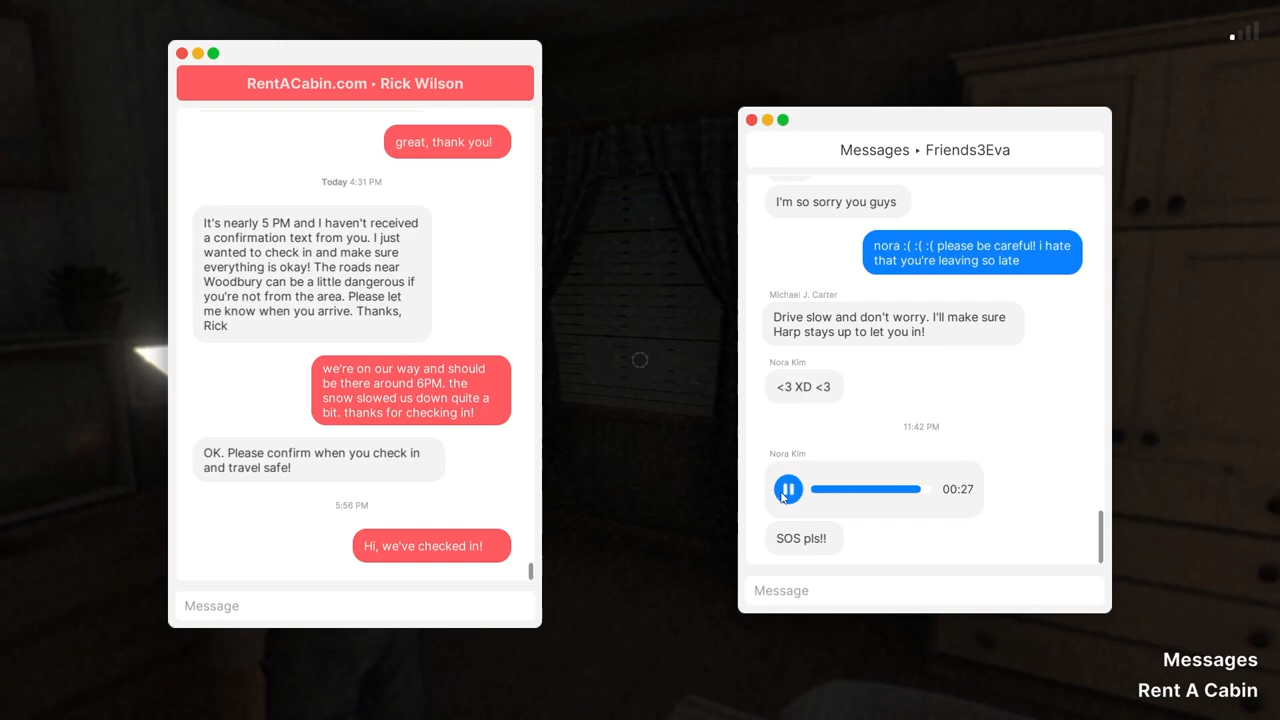 RentACabin.com ‣ Rick Wilson
great, thank you!
Today 4:31 PM
It's nearly 5 PM and I haven't received
a confirmation text from you. I just
wanted to check in and make sure
everything is okay! The roads near
Woodbury can be a little dangerous if
you're not from the area. Please let
me know when you arrive. Thanks,
Rick
we're on our way and should
be there around 6PM. the
snow slowed us down quite a
bit. thanks for checking in!
OK. Please confirm when you check in
and travel safe!
5:56 PM
Hi, we've checked in!
Message
Messages ‣ Friends3Eva
I'm so sorry you guys
nora :( :( :( please be careful! i hate
that you're leaving so late
Michael J. Carter
Drive slow and don't worry. I'll make sure
Harp stays up to let you in!
Nora Kim
<3 XD <3
11:42 PM
Nora Kim
00:27
SOS pls!!
Message
Messages
Rent A Cabin